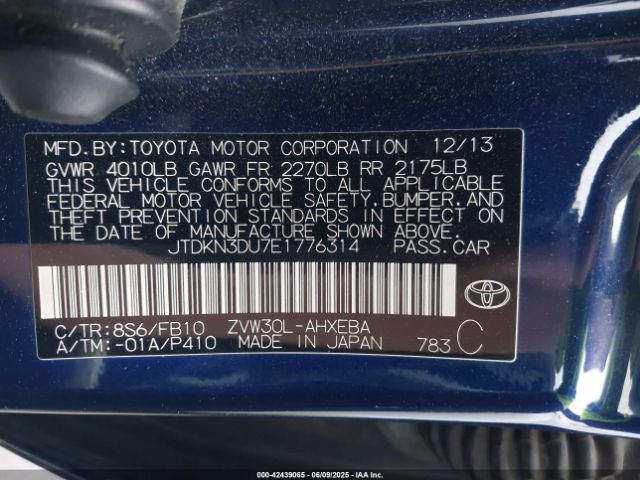 MFD.BY:TOYOTA MOTOR CORPORATION 12/13
GVWR 4010LB GAWR FR 2270LB RR 2175LB
THIS VEHICLE CONFORMS TO ALL APPLICABLE
FEDERAL MOTOR VEHICLE SAFETY,BUMPER, AND
THEFT PREVENTION STANDARDS IN EFFECT ON
THE DATE OF MANUFACTURE SHOWN ABOVE.
JTDKN3DU7E1776314 PASS.CAR
C/TR:8S6/FB10 ZVW30L-AHXEBA
A/TM:-01A/P410 MADE IN JAPAN 783 C
000-42439065 - 06/09/2025 - IAAI.COM